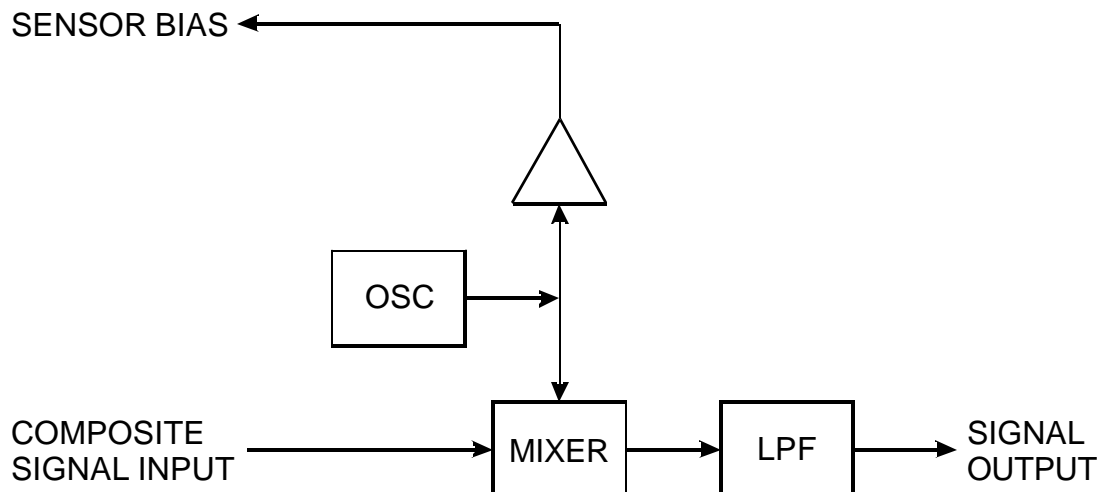 SENSOR BIAS
OSC
COMPOSITE
SIGNAL INPUT
MIXER
LPF
SIGNAL
OUTPUT